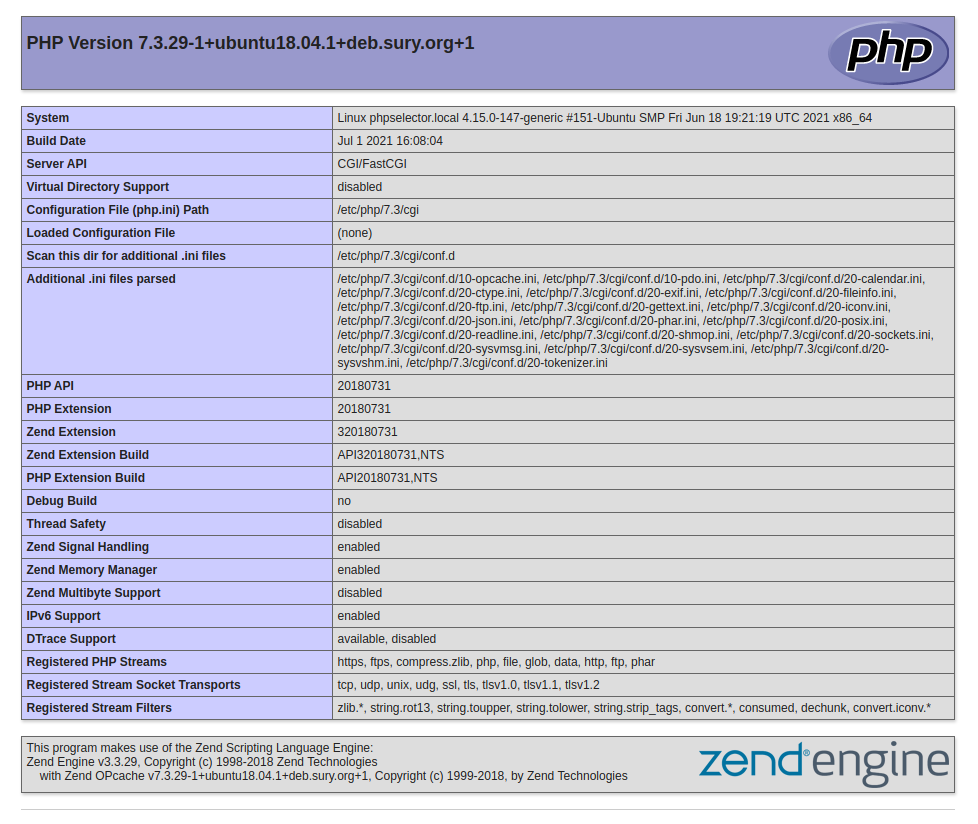 PHP Version 7.3.29-1+ubuntu18.04.1+deb.sury.org+1
php
System Linux phpselector.local 4.15.0-147-generic #151-Ubuntu SMP Fri Jun 18 19:21:19 UTC 2021 x86_64
Build Date Jul 1 2021 16:08:04
Server API CGI/FastCGI
Virtual Directory Support disabled
Configuration File (php.ini) Path /etc/php/7.3/cgi
Loaded Configuration File (none)
Scan this dir for additional .ini files /etc/php/7.3/cgi/conf.d
Additional .ini files parsed /etc/php/7.3/cgi/conf.d/10-opcache.ini, /etc/php/7.3/cgi/conf.d/10-pdo.ini, /etc/php/7.3/cgi/conf.d/20-calendar.ini,
/etc/php/7.3/cgi/conf.d/20-ctype.ini, /etc/php/7.3/cgi/conf.d/20-exif.ini, /etc/php/7.3/cgi/conf.d/20-fileinfo.ini,
/etc/php/7.3/cgi/conf.d/20-ftp.ini, /etc/php/7.3/cgi/conf.d/20-gettext.ini, /etc/php/7.3/cgi/conf.d/20-iconv.ini,
/etc/php/7.3/cgi/conf.d/20-json.ini, /etc/php/7.3/cgi/conf.d/20-phar.ini, /etc/php/7.3/cgi/conf.d/20-posix.ini,
/etc/php/7.3/cgi/conf.d/20-readline.ini, /etc/php/7.3/cgi/conf.d/20-shmop.ini, /etc/php/7.3/cgi/conf.d/20-sockets.ini,
/etc/php/7.3/cgi/conf.d/20-sysvmsg.ini, /etc/php/7.3/cgi/conf.d/20-sysvsem.ini, /etc/php/7.3/cgi/conf.d/20-
sysvshm.ini, /etc/php/7.3/cgi/conf.d/20-tokenizer.ini
PHP API 20180731
PHP Extension 20180731
Zend Extension 320180731
Zend Extension Build API320180731,NTS
PHP Extension Build API20180731,NTS
Debug Build no
Thread Safety disabled
Zend Signal Handling enabled
Zend Memory Manager enabled
Zend Multibyte Support disabled
IPv6 Support enabled
DTrace Support available, disabled
Registered PHP Streams https, ftps, compress.zlib, php, file, glob, data, http, ftp, phar
Registered Stream Socket Transports tcp, udp, unix, udg, ssl, tls, tlsv1.0, tlsv1.1, tlsv1.2
Registered Stream Filters zlib.*, string.rot13, string.toupper, string.tolower, string.strip_tags, convert.*, consumed, dechunk, convert.iconv.*
This program makes use of the Zend Scripting Language Engine:
Zend Engine v3.3.29, Copyright (c) 1998-2018 Zend Technologies
with Zend OPcache v7.3.29-1+ubuntu18.04.1+deb.sury.org+1, Copyright (c) 1999-2018, by Zend Technologies
zend®engine